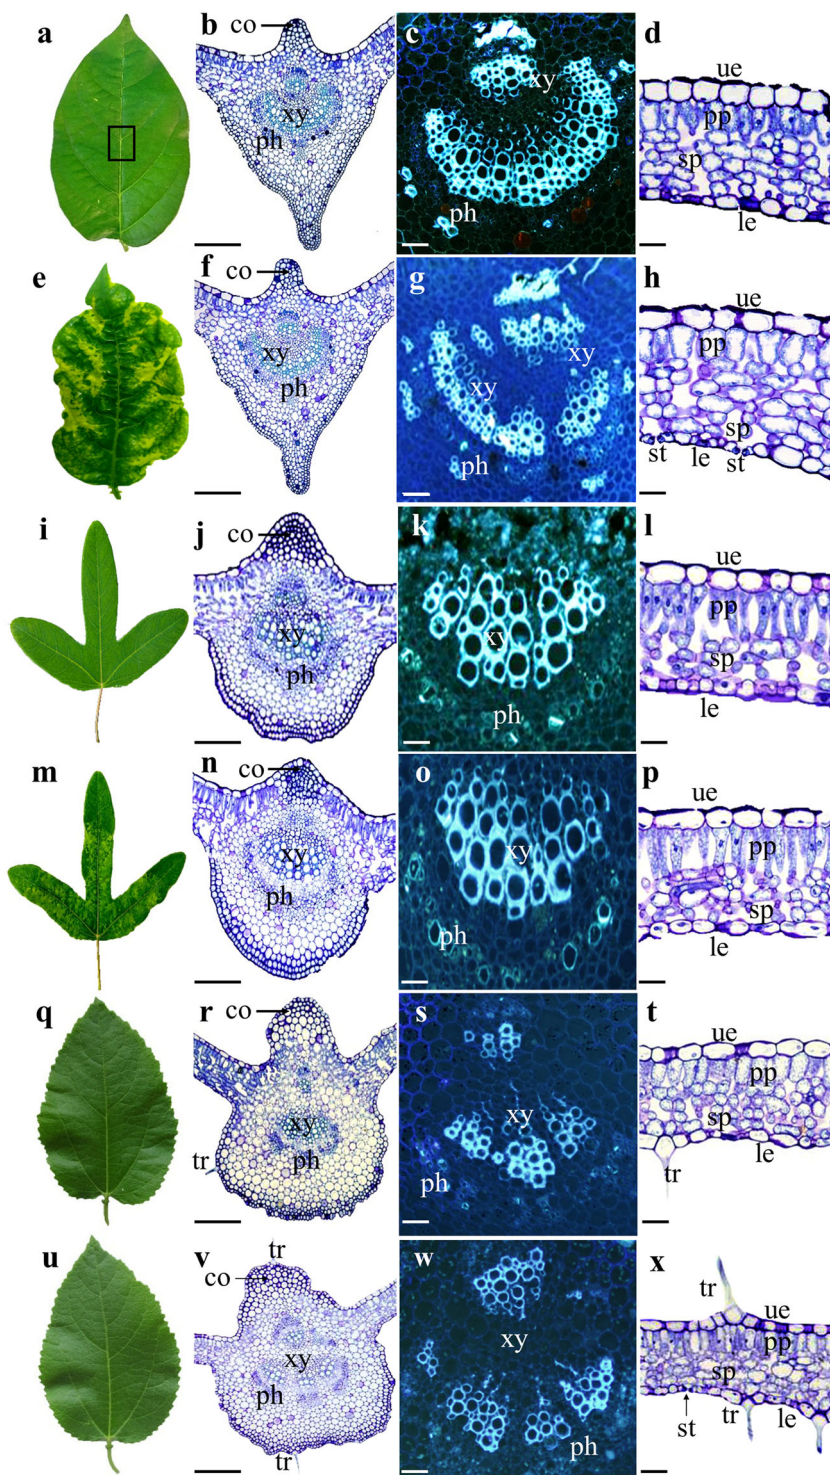 a b c d
co
ue
xy
pp
xy
ph
sp
ph
le
e f g h
co
ue
pp
xy
xy
xy
ph
sp
ph
st le st
i j k l
co
ue
pp
xy
xy
sp
ph
ph
le
m n o p
co
ue
pp
xy
xy
ph
sp
ph
le
q r s t
co
ue
pp
xy
xy
sp
ph
le
tr
ph
tr
u v w x
tr
co
tr
ue
pp
xy
xy
sp
ph
tr le
ph
st
tr